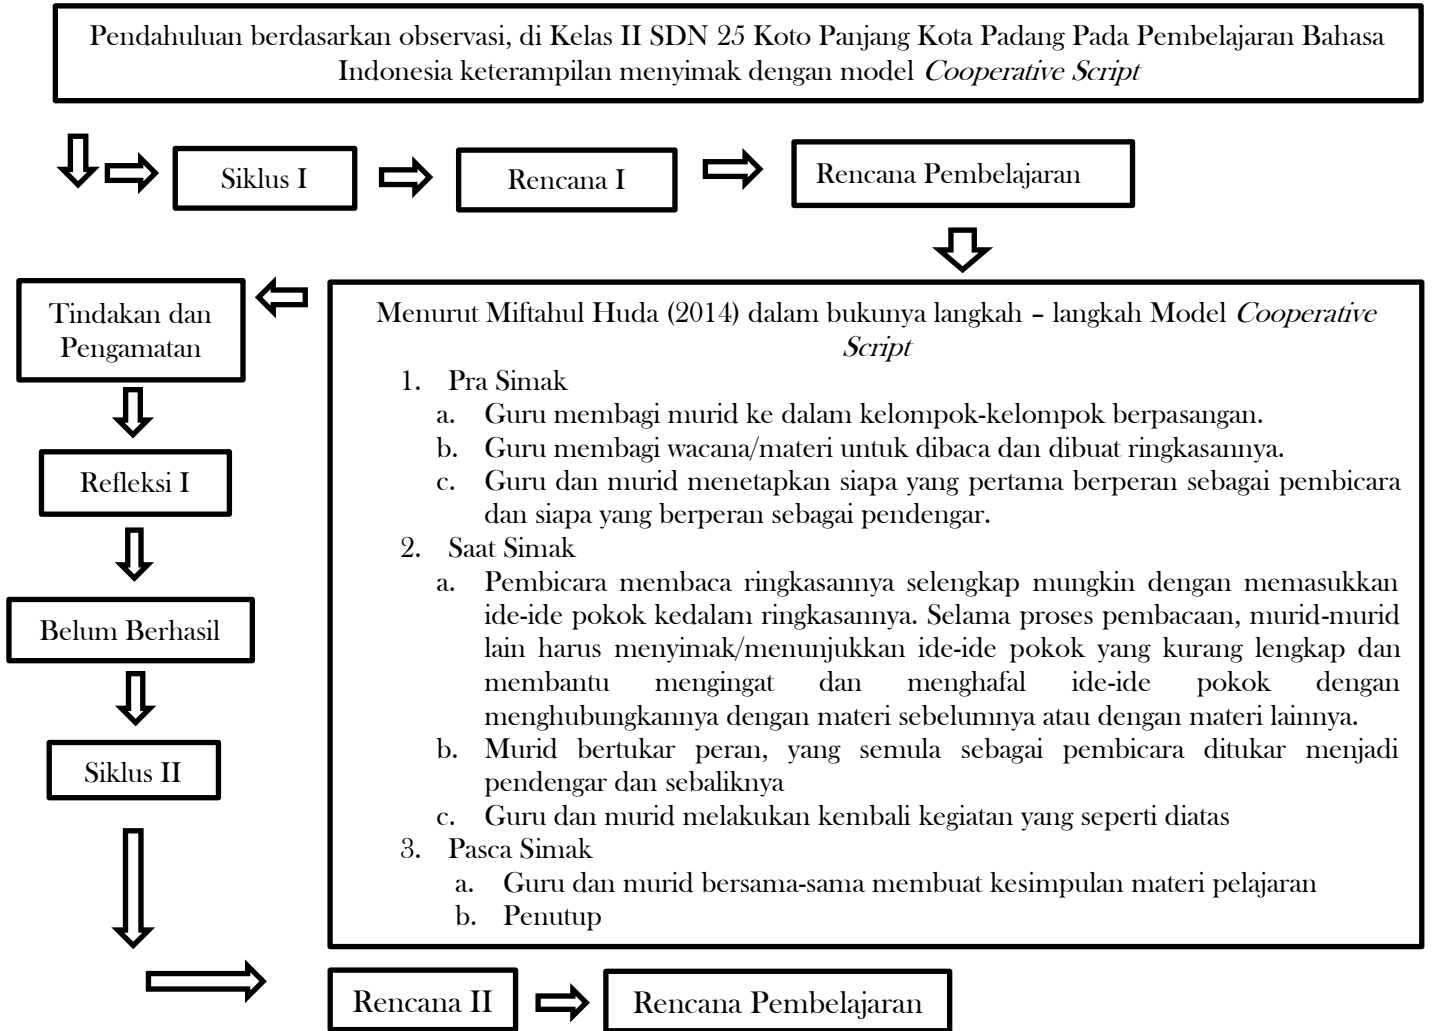 Pendahuluan berdasarkan observasi, di Kelas II SDN 25 Koto Panjang Kota Padang Pada Pembelajaran Bahasa
Indonesia keterampilan menyimak dengan model Cooperative Script
Siklus I
Rencana I
Rencana Pembelajaran
Menurut Miftahul Huda (2014) dalam bukunya langkah – langkah Model Cooperative
Script
1. Pra Simak
a. Guru membagi murid ke dalam kelompok-kelompok berpasangan.
b. Guru membagi wacana/materi untuk dibaca dan dibuat ringkasannya.
c. Guru dan murid menetapkan siapa yang pertama berperan sebagai pembicara
dan siapa yang berperan sebagai pendengar.
2. Saat Simak
a. Pembicara membaca ringkasannya selengkap mungkin dengan memasukkan
ide-ide pokok kedalam ringkasannya. Selama proses pembacaan, murid-murid
lain harus menyimak/menunjukkan ide-ide pokok yang kurang lengkap dan
membantu mengingat dan menghafal ide-ide pokok dengan
menghubungkannya dengan materi sebelumnya atau dengan materi lainnya.
b. Murid bertukar peran, yang semula sebagai pembicara ditukar menjadi
pendengar dan sebaliknya
c. Guru dan murid melakukan kembali kegiatan yang seperti diatas
3. Pasca Simak
a. Guru dan murid bersama-sama membuat kesimpulan materi pelajaran
b. Penutup
Tindakan dan
Pengamatan
Refleksi I
Belum Berhasil
Siklus II
Rencana II
Rencana Pembelajaran